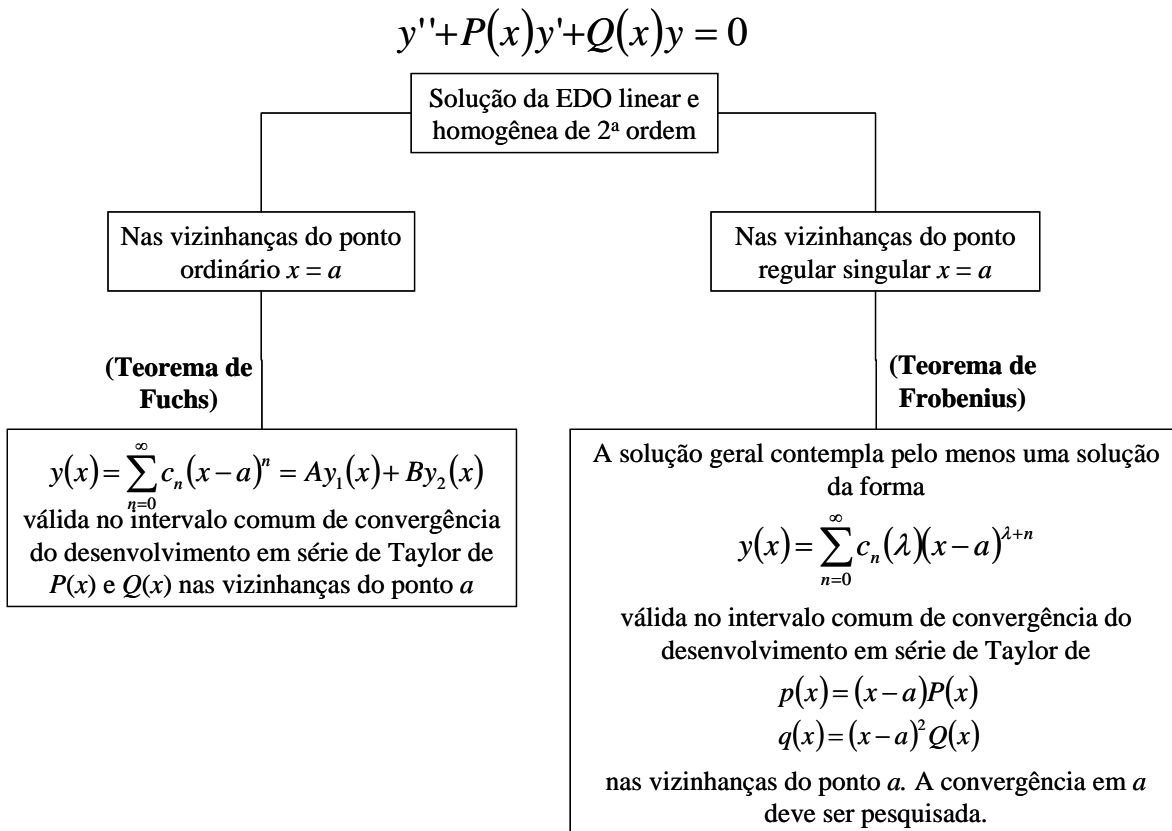 y''+P(x)y'+Q(x)y = 0
Solução da EDO linear e
homogênea de 2ª ordem
Nas vizinhanças do ponto
ordinário x = a
(Teorema de
Fuchs)
y(x) = ∑_{n=0}^{∞} c_n (x−a)^n = Ay_1(x) + By_2(x)
válida no intervalo comum de convergência
do desenvolvimento em série de Taylor de
P(x) e Q(x) nas vizinhanças do ponto a
Nas vizinhanças do ponto
regular singular x = a
(Teorema de
Frobenius)
A solução geral contempla pelo menos uma solução
da forma
y(x) = ∑_{n=0}^{∞} c_n(λ)(x−a)^{λ+n}
válida no intervalo comum de convergência do
desenvolvimento em série de Taylor de
p(x) = (x−a)P(x)
q(x) = (x−a)²Q(x)
nas vizinhanças do ponto a. A convergência em a
deve ser pesquisada.